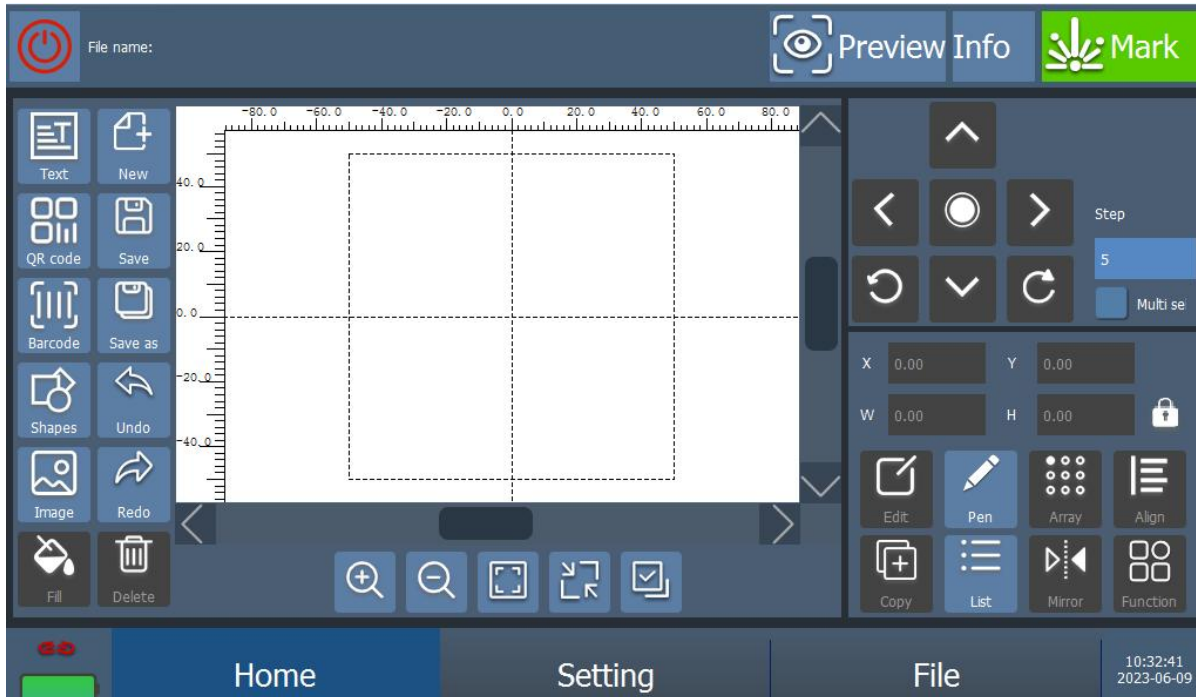 File name:
Preview
Info
Mark
-80.0 -60.0 -40.0 -20.0 0.0 20.0 40.0 60.0 80.0
40.0
20.0
0.0
-20.0
-40.0
Text
New
QR code
Save
Barcode
Save as
Shapes
Undo
Image
Redo
Fill
Delete
Step
5
Multi se
X 0.00 Y 0.00
W 0.00 H 0.00
Edit
Pen
Array
Align
Copy
List
Mirror
Function
Home
Setting
File
10:32:41
2023-06-09